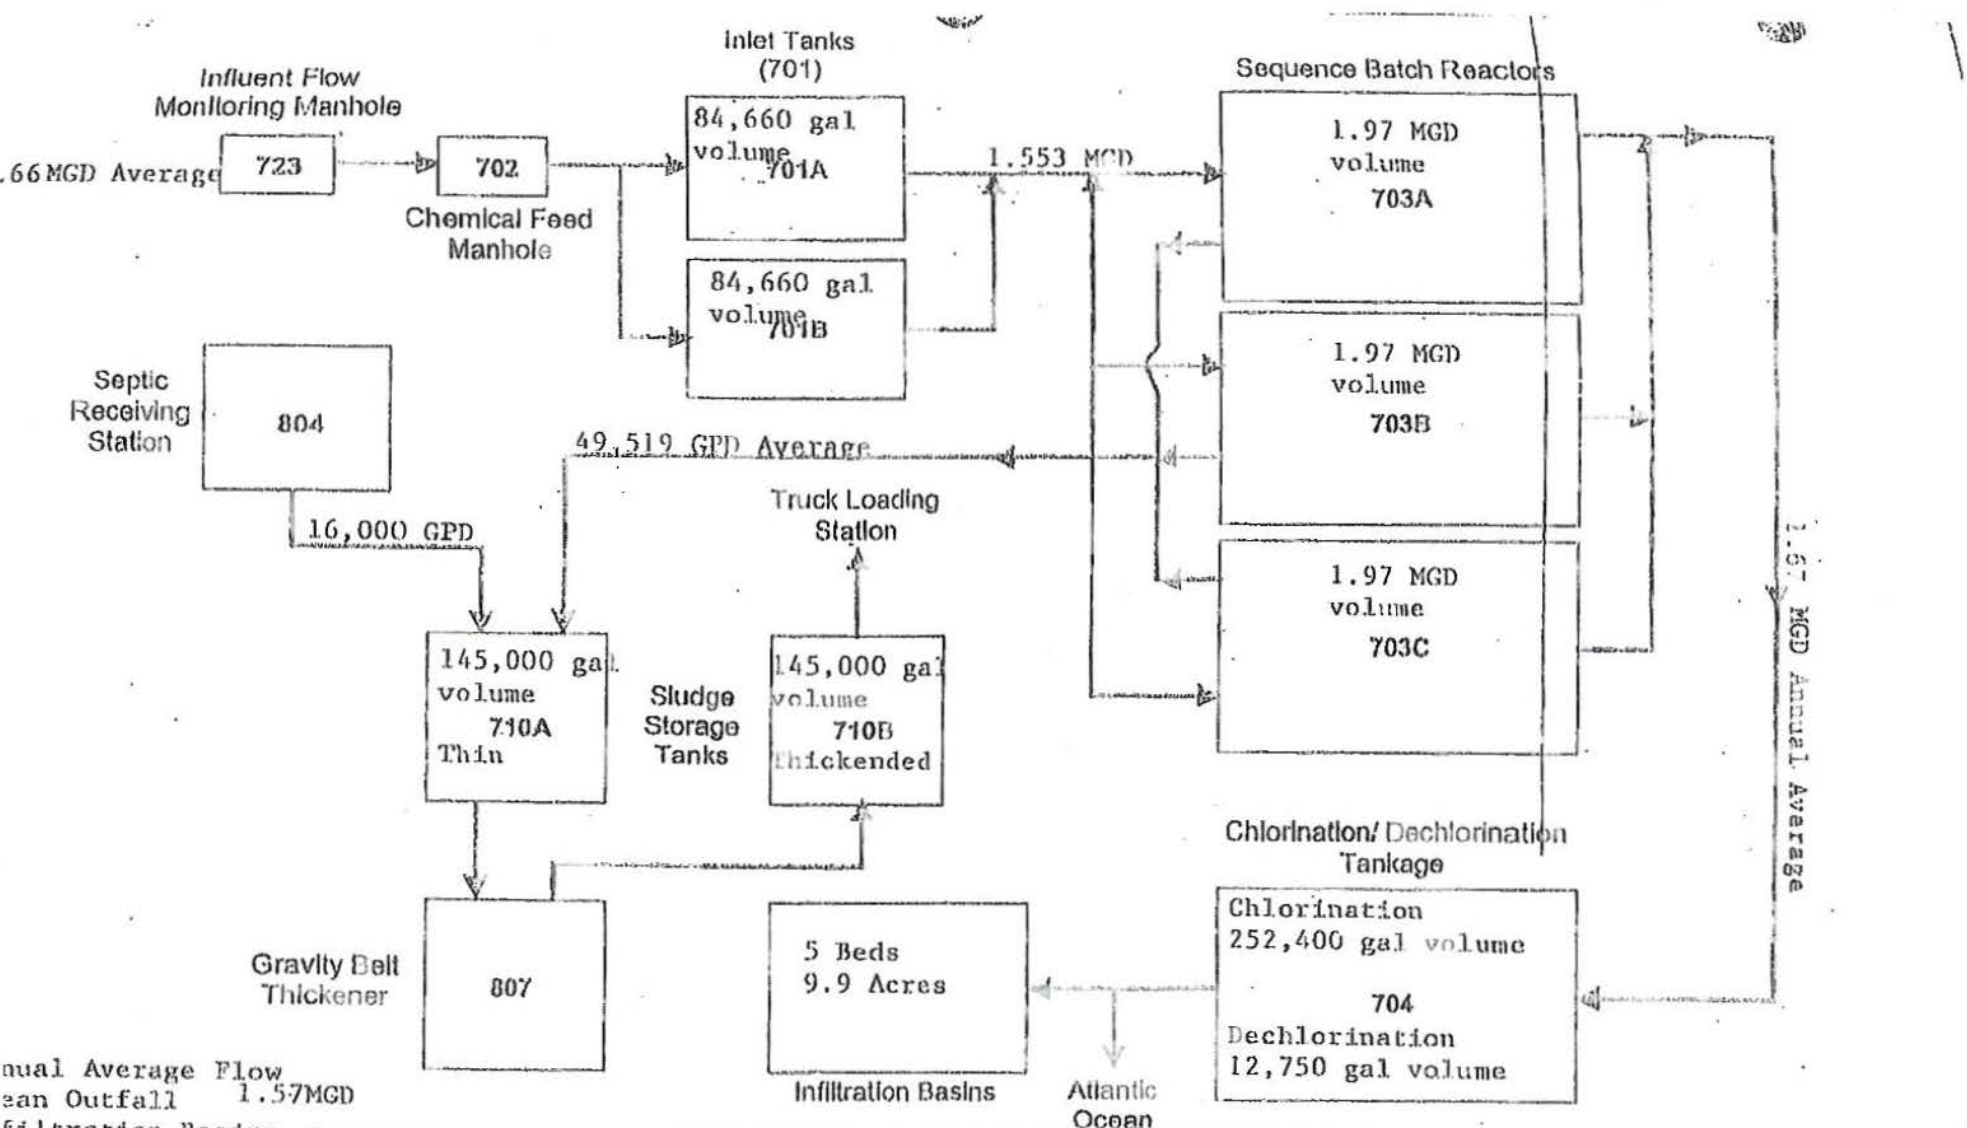 Inlet Tanks
(701)
Influent Flow
Monitoring Manhole
.66MGD Average
723
702
Chemical Feed
Manhole
84,660 gal
volume
701A
84,660 gal
volume
701B
1.553 MGD
Sequence Batch Reactors
1.97 MGD
volume
703A
1.97 MGD
volume
703B
1.97 MGD
volume
703C
Septic
Receiving
Station
804
16,000 GPD
49,519 GPD Average
Truck Loading
Station
145,000 gal
volume
710A
Thin
Sludge
Storage
Tanks
145,000 gal
volume
710B
Thickended
MGD Annual Average
Gravity Belt
Thickener
807
5 Beds
9.9 Acres
Infiltration Basins
Atlantic
Ocean
Chlorination/ Dechlorination
Tankage
Chlorination
252,400 gal volume
704
Dechlorination
12,750 gal volume
nual Average Flow
ean Outfall 1.57MGD